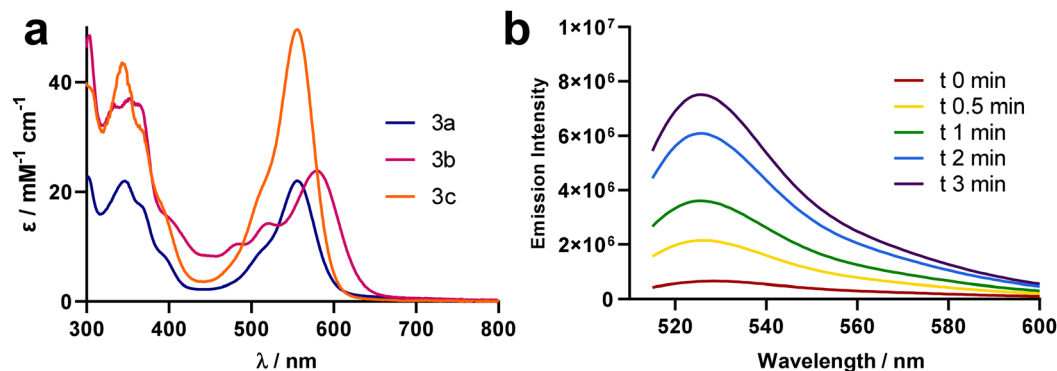 a
ε / mM⁻¹ cm⁻¹
40
20
0
300 400 500 600 700 800
λ / nm
3a
3b
3c
b
Emission Intensity
1×10⁷
8×10⁶
6×10⁶
4×10⁶
2×10⁶
0
520 540 560 580 600
Wavelength / nm
t 0 min
t 0.5 min
t 1 min
t 2 min
t 3 min